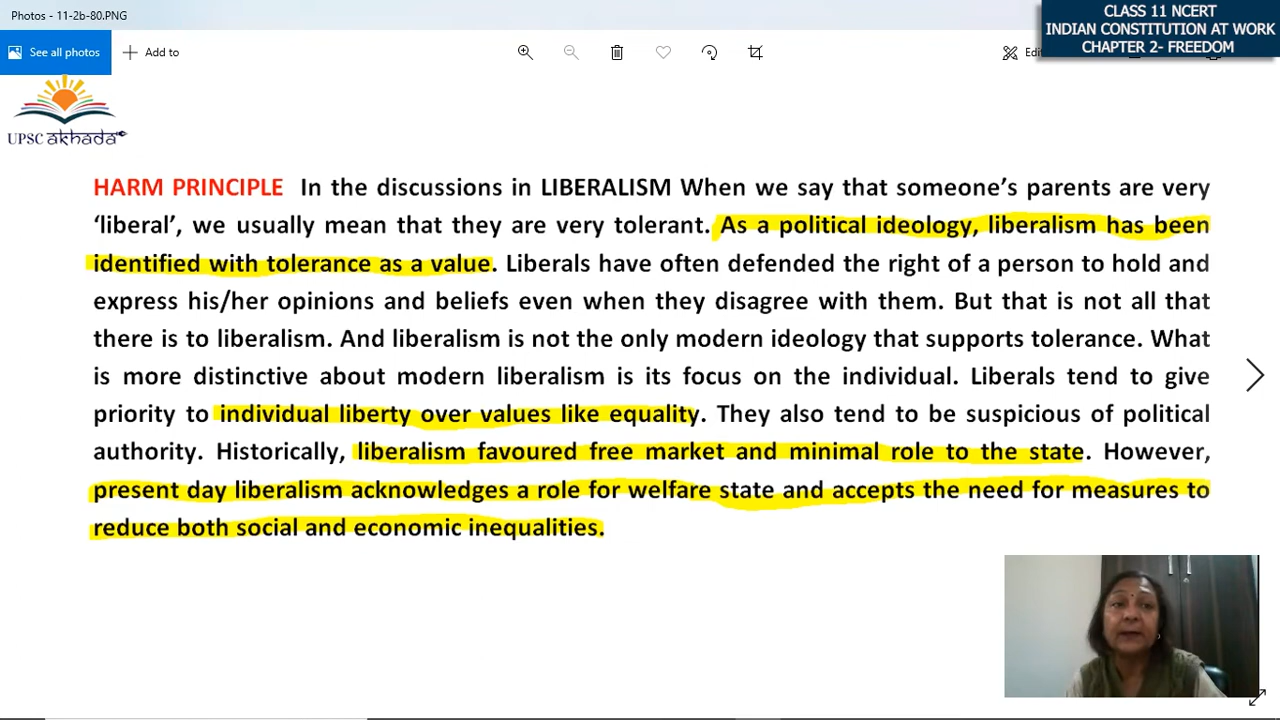 Photos - 11-2b-80.PNG
CLASS 11 NCERT
INDIAN CONSTITUTION AT WORK
CHAPTER 2- FREEDOM
See all photos
Add to
UPSC akhada
HARM PRINCIPLE In the discussions in LIBERALISM When we say that someone's parents are very
'liberal', we usually mean that they are very tolerant. As a political ideology, liberalism has been
identified with tolerance as a value. Liberals have often defended the right of a person to hold and
express his/her opinions and beliefs even when they disagree with them. But that is not all that
there is to liberalism. And liberalism is not the only modern ideology that supports tolerance. What
is more distinctive about modern liberalism is its focus on the individual. Liberals tend to give
priority to individual liberty over values like equality. They also tend to be suspicious of political
authority. Historically, liberalism favoured free market and minimal role to the state. However,
present day liberalism acknowledges a role for welfare state and accepts the need for measures to
reduce both social and economic inequalities.